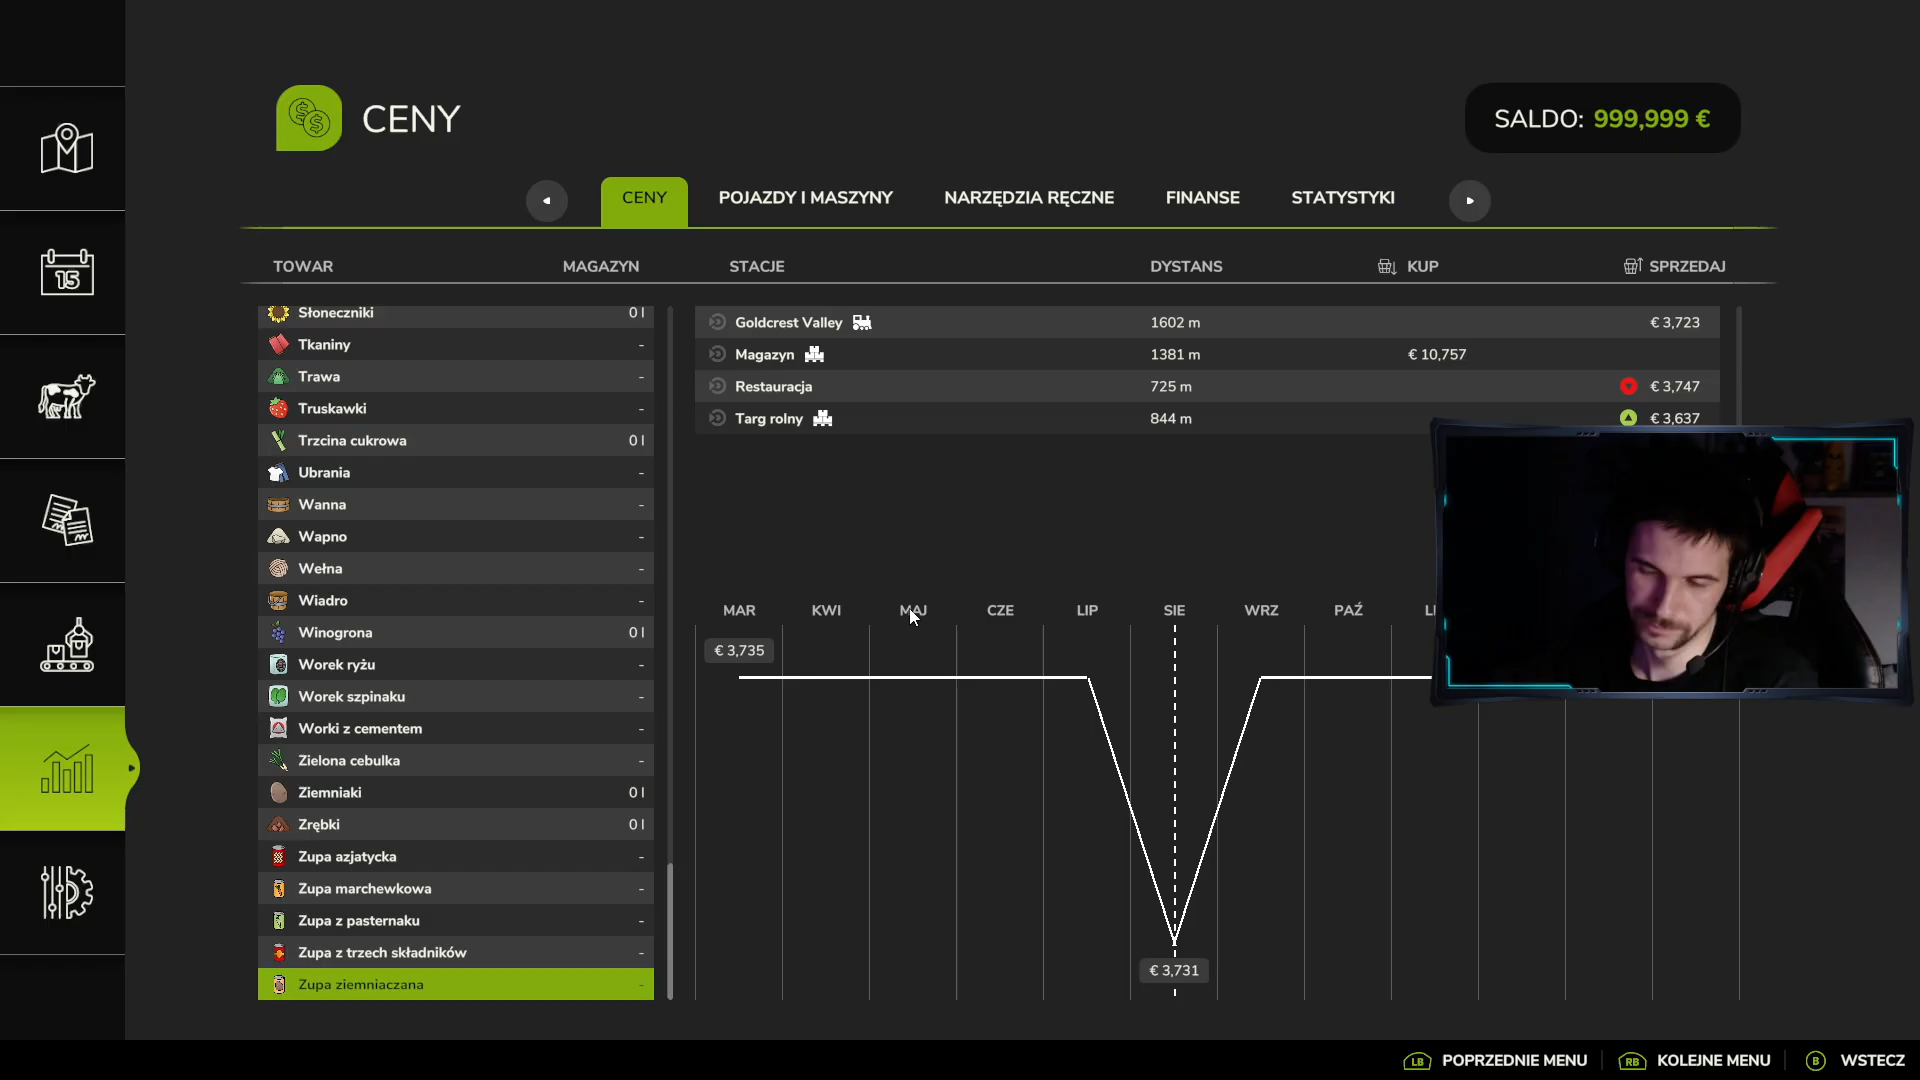 CENY
SALDO: 999,999 €
CENY
POJAZDY I MASZYNY
NARZĘDZIA RĘCZNE
FINANSE
STATYSTYKI
TOWAR
MAGAZYN
STACJE
DYSTANS
KUP
SPRZEDAJ
Słoneczniki 0 l
Tkaniny -
Trawa -
Truskawki -
Trzcina cukrowa 0 l
Ubrania -
Wanna -
Wapno -
Wełna -
Wiadro -
Winogrona 0 l
Worek ryżu -
Worek szpinaku -
Worki z cementem -
Zielona cebulka -
Ziemniaki 0 l
Zrębki 0 l
Zupa azjatycka -
Zupa marchewkowa -
Zupa z pasternaku -
Zupa z trzech składników -
Zupa ziemniaczana -
Goldcrest Valley 1602 m € 3,723
Magazyn 1381 m € 10,757
Restauracja 725 m € 3,747
Targ rolny 844 m € 3,637
MAR KWI MAJ CZE LIP SIE WRZ PAŹ
€ 3,735
€ 3,731
15
LB POPRZEDNIE MENU
RB KOLEJNE MENU
B WSTECZ